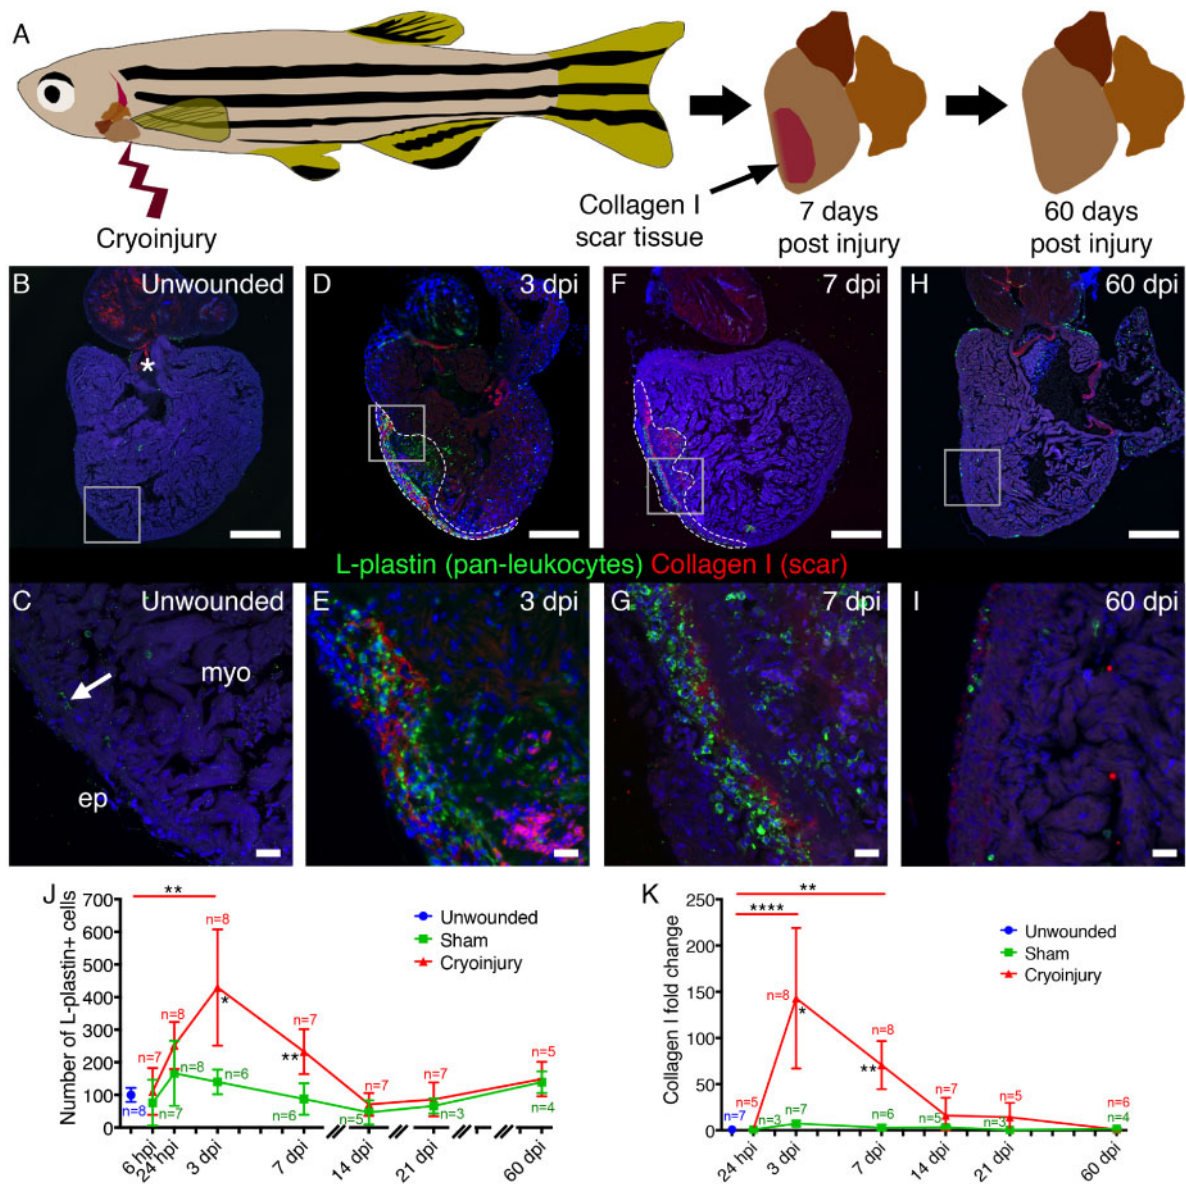 A
Cryoinjury
Collagen I
scar tissue
7 days
post injury
60 days
post injury
B Unwounded
D 3 dpi
F 7 dpi
H 60 dpi
*
L-plastin (pan-leukocytes) Collagen I (scar)
C Unwounded
myo
ep
E 3 dpi
G 7 dpi
I 60 dpi
J
Number of L-plastin+ cells
700
600
500
400
300
200
100
0
**
n=8
n=7
n=8
n=8
*
n=7
**
n=7
n=7
n=5
n=7
n=8
n=6
n=6
n=5
n=3
n=4
Unwounded
Sham
Cryoinjury
6 hpi
24 hpi
3 dpi
7 dpi
14 dpi
21 dpi
60 dpi
K
Collagen I fold change
250
200
150
100
50
0
**
****
n=7
n=5
n=8
*
n=8
**
n=7
n=5
n=6
n=3
n=7
n=6
n=5
n=3
n=4
Unwounded
Sham
Cryoinjury
24 hpi
3 dpi
7 dpi
14 dpi
21 dpi
60 dpi